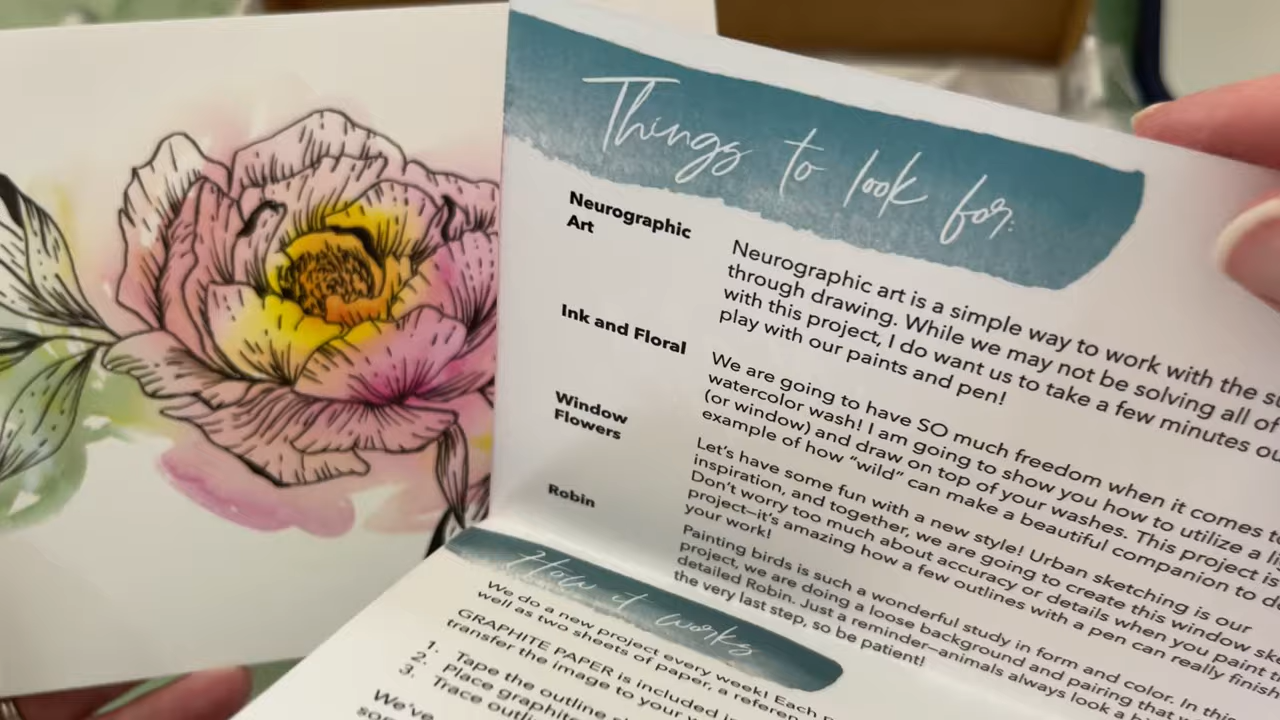 Things to look for:
Neurographic
Art
Neurographic art is a simple way to work with the
through drawing. While we may not be solving all of
with this project, I do want us to take a few minutes
play with our paints and pen!
Ink and Floral
We are going to have SO much freedom when it comes
watercolor wash! I am going to show you how to utilize a
(or window) and draw on top of your washes. This project is
example of how "wild" can make a beautiful companion to
Window
Flowers
Let's have some fun with a new style! Urban sketching is our
inspiration, and together, we are going to create this window
Don't worry too much about accuracy or details when you paint
project—it's amazing how a few outlines with a pen can really finish
your work!
Robin
Painting birds is such a wonderful study in form and color. In this
project, we are doing a loose background and pairing that
detailed Robin. Just a reminder—animals always look a
the very last step, so be patient!
How it works
We do a new project every week! Each
well as two sheets of paper, a
GRAPHITE PAPER is included
transfer the image to your
1. Tape the outline
2. Place graphite
3. Trace
We've